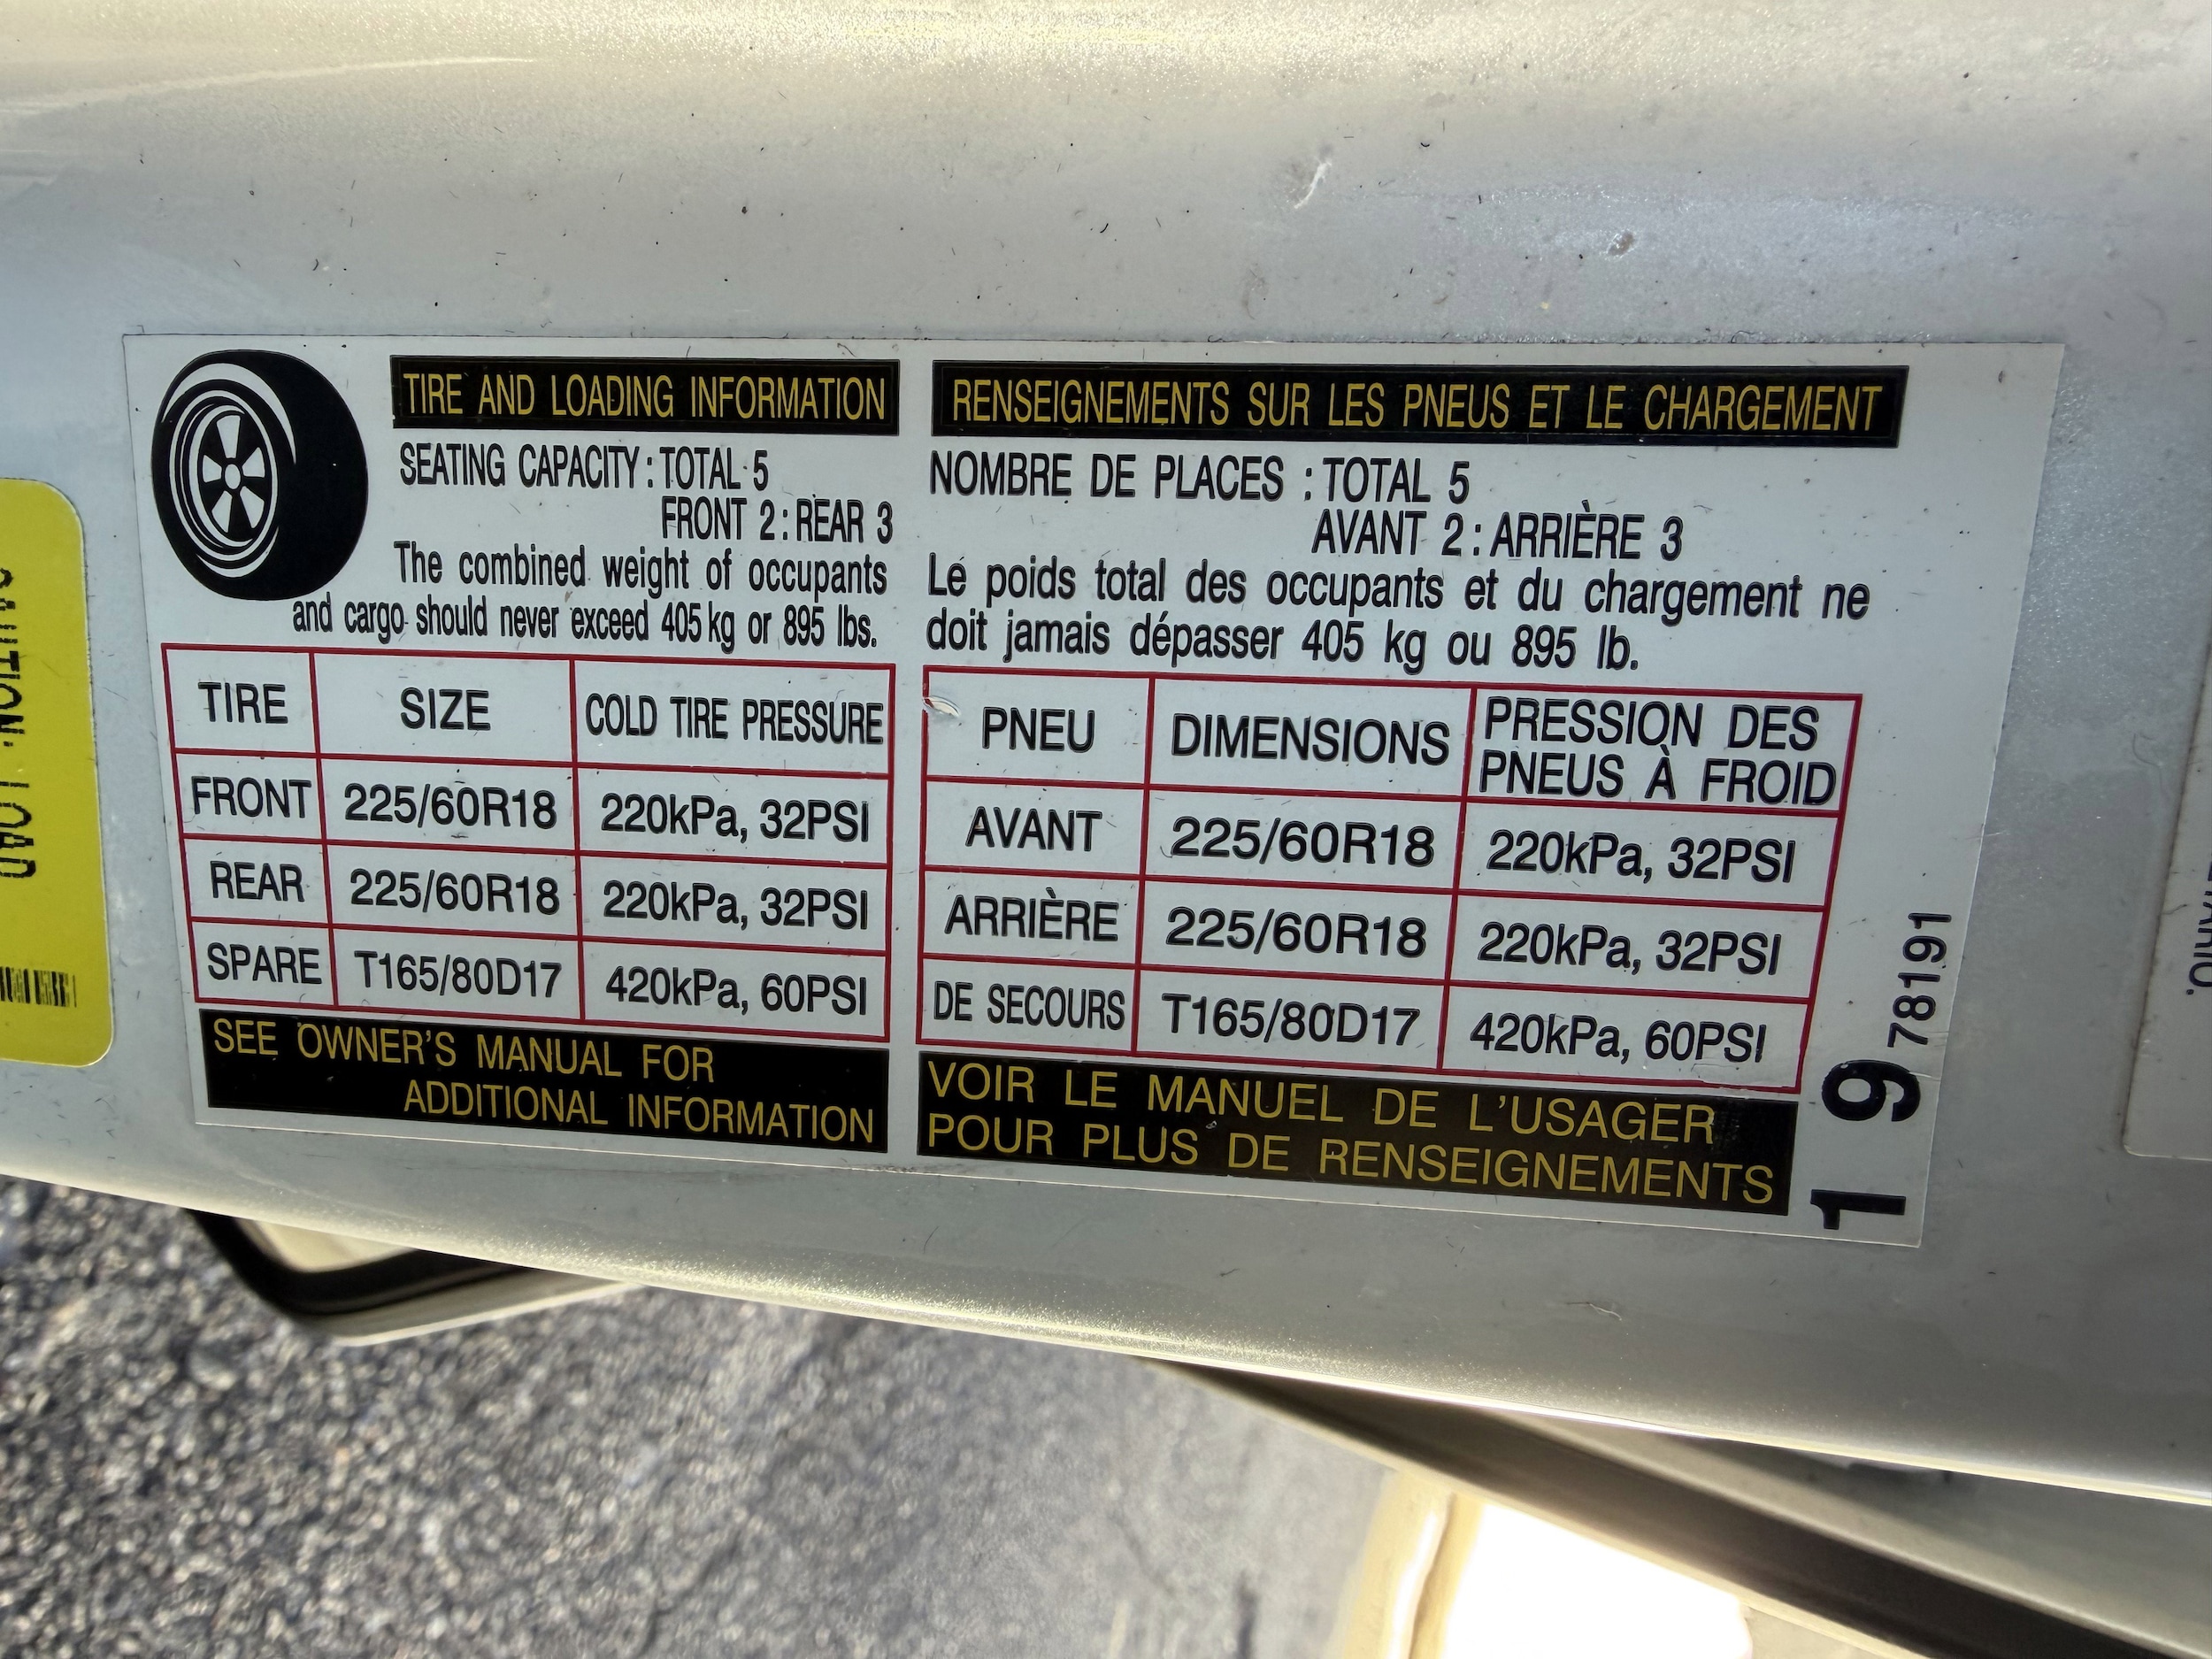 TIRE AND LOADING INFORMATION
SEATING CAPACITY : TOTAL 5
FRONT 2 : REAR 3
The combined weight of occupants
and cargo should never exceed 405 kg or 895 lbs.
TIRE SIZE COLD TIRE PRESSURE
FRONT 225/60R18 220kPa, 32PSI
REAR 225/60R18 220kPa, 32PSI
SPARE T165/80D17 420kPa, 60PSI
SEE OWNER'S MANUAL FOR
ADDITIONAL INFORMATION
RENSEIGNEMENTS SUR LES PNEUS ET LE CHARGEMENT
NOMBRE DE PLACES : TOTAL 5
AVANT 2 : ARRIÈRE 3
Le poids total des occupants et du chargement ne
doit jamais dépasser 405 kg ou 895 lb.
PNEU DIMENSIONS PRESSION DES
PNEUS À FROID
AVANT 225/60R18 220kPa, 32PSI
ARRIÈRE 225/60R18 220kPa, 32PSI
DE SECOURS T165/80D17 420kPa, 60PSI
VOIR LE MANUEL DE L'USAGER
POUR PLUS DE RENSEIGNEMENTS
19 78191
CAUTION: LOAD